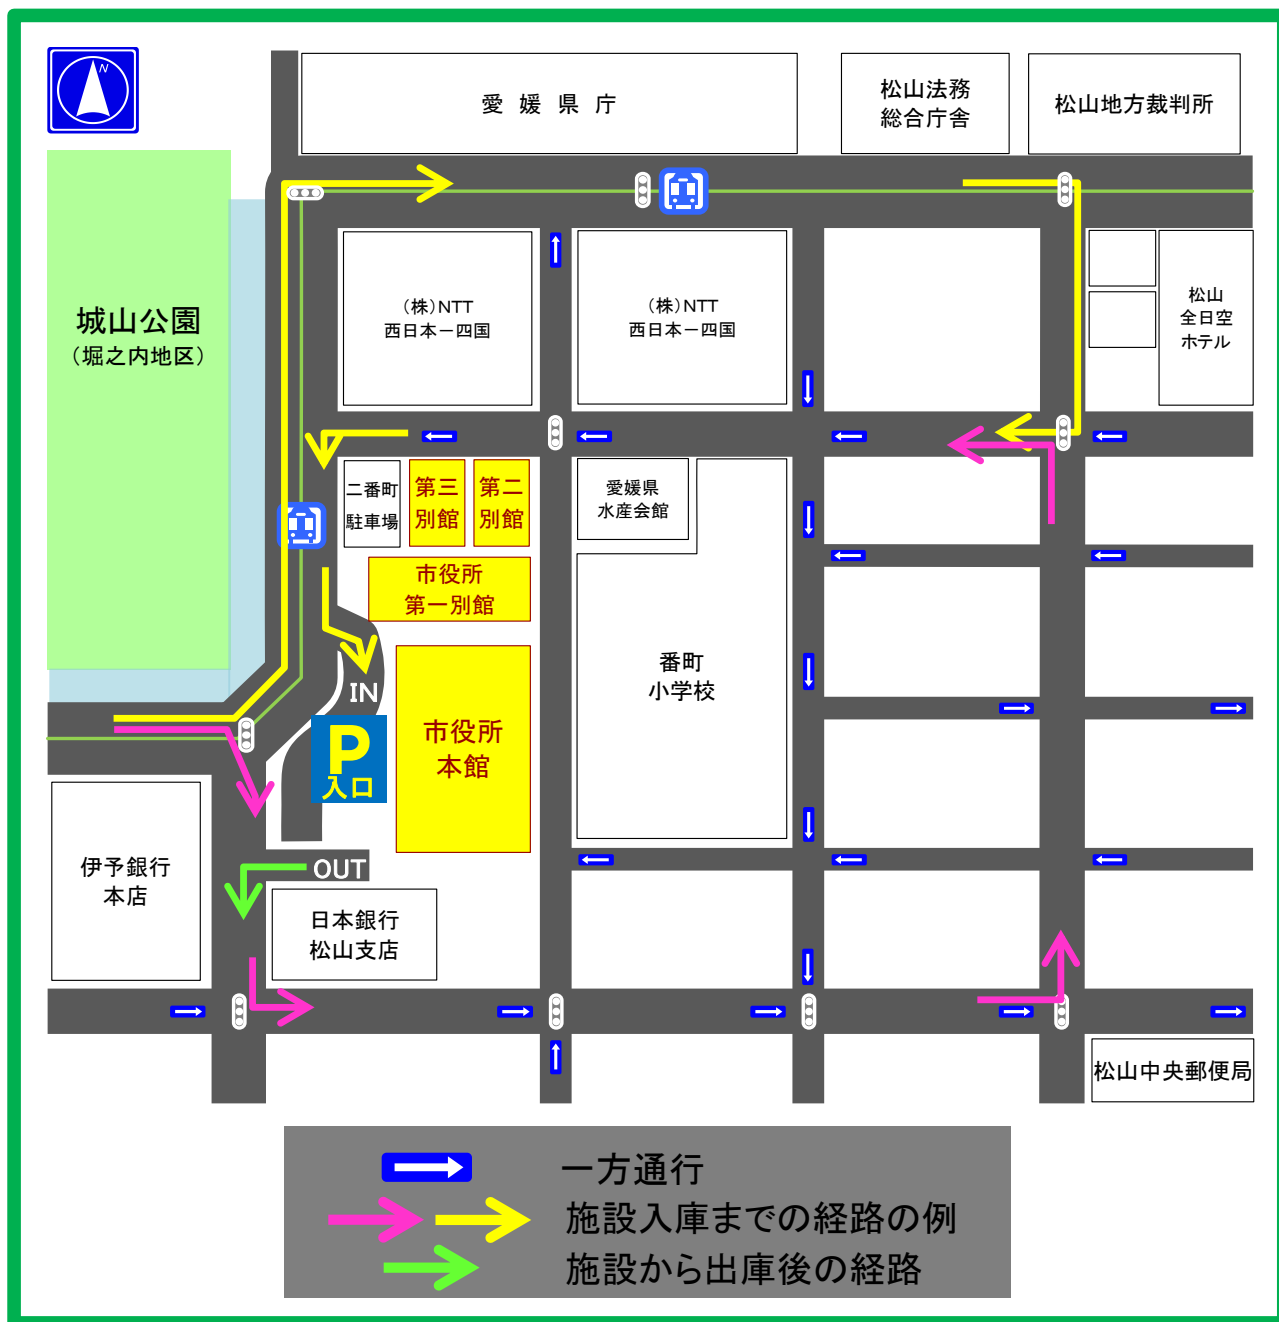 N
愛媛県庁
松山法務
総合庁舎
松山地方裁判所
城山公園
（堀之内地区）
（株）NTT
西日本－四国
（株）NTT
西日本－四国
松山
全日空
ホテル
二番町
駐車場
第三
別館
第二
別館
愛媛県
水産会館
市役所
第一別館
番町
小学校
IN
P
入口
市役所
本館
伊予銀行
本店
OUT
日本銀行
松山支店
松山中央郵便局
一方通行
施設入庫までの経路の例
施設から出庫後の経路